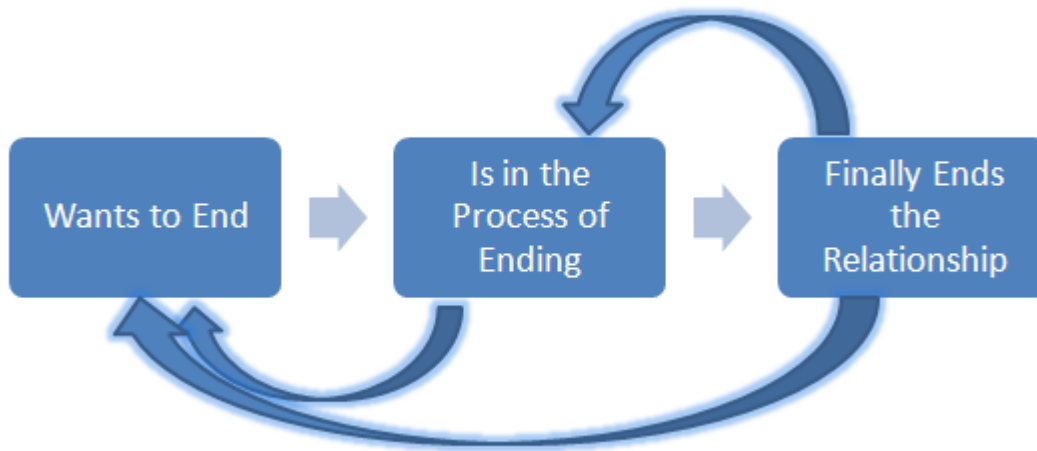 Wants to End
Is in the
Process of
Ending
Finally Ends
the
Relationship